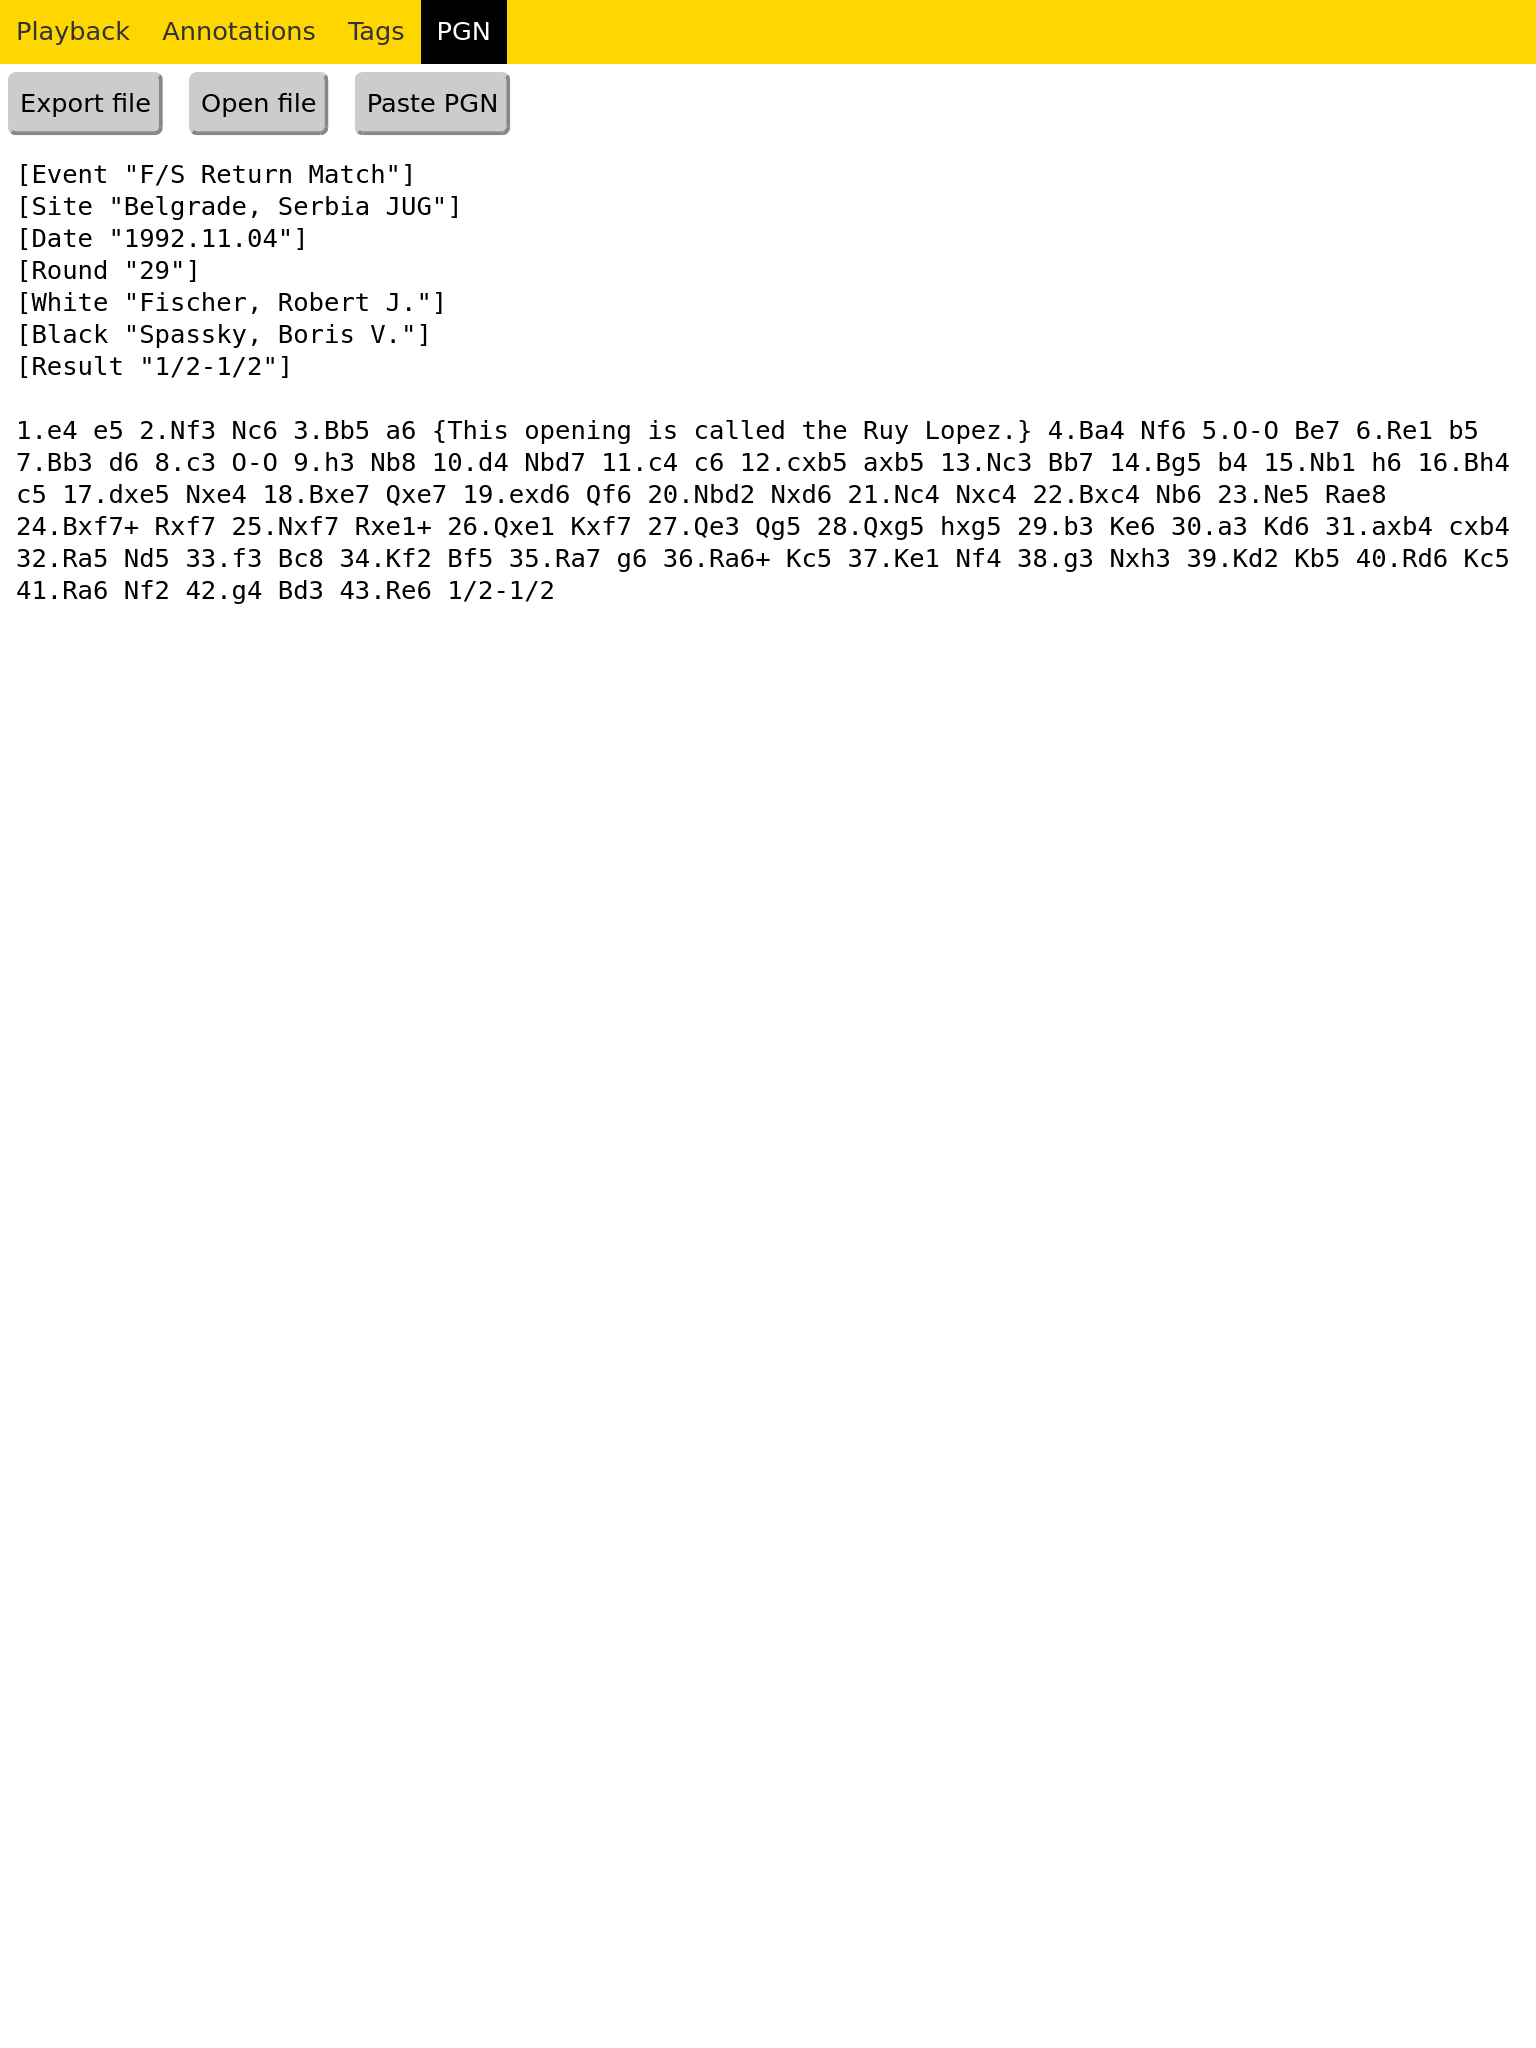 Playback Annotations Tags PGN
Export file Open file Paste PGN
[Event "F/S Return Match"]
[Site "Belgrade, Serbia JUG"]
[Date "1992.11.04"]
[Round "29"]
[White "Fischer, Robert J."]
[Black "Spassky, Boris V."]
[Result "1/2-1/2"]

1.e4 e5 2.Nf3 Nc6 3.Bb5 a6 {This opening is called the Ruy Lopez.} 4.Ba4 Nf6 5.O-O Be7 6.Re1 b5
7.Bb3 d6 8.c3 O-O 9.h3 Nb8 10.d4 Nbd7 11.c4 c6 12.cxb5 axb5 13.Nc3 Bb7 14.Bg5 b4 15.Nb1 h6 16.Bh4
c5 17.dxe5 Nxe4 18.Bxe7 Qxe7 19.exd6 Qf6 20.Nbd2 Nxd6 21.Nc4 Nxc4 22.Bxc4 Nb6 23.Ne5 Rae8
24.Bxf7+ Rxf7 25.Nxf7 Rxe1+ 26.Qxe1 Kxf7 27.Qe3 Qg5 28.Qxg5 hxg5 29.b3 Ke6 30.a3 Kd6 31.axb4 cxb4
32.Ra5 Nd5 33.f3 Bc8 34.Kf2 Bf5 35.Ra7 g6 36.Ra6+ Kc5 37.Ke1 Nf4 38.g3 Nxh3 39.Kd2 Kb5 40.Rd6 Kc5
41.Ra6 Nf2 42.g4 Bd3 43.Re6 1/2-1/2